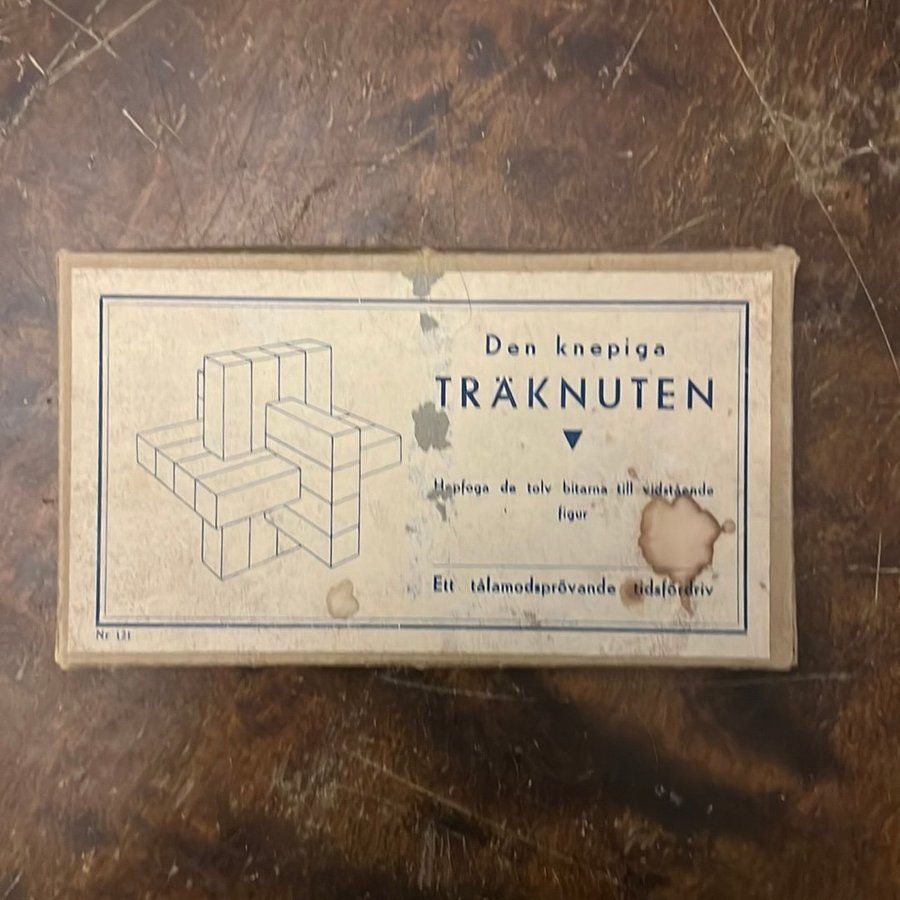 Den knepiga
TRÄKNUTEN
Hopfoga de tolv bitarna till vidstående
figur
Ett tålamodsprövande tidsfördriv
Nr 121